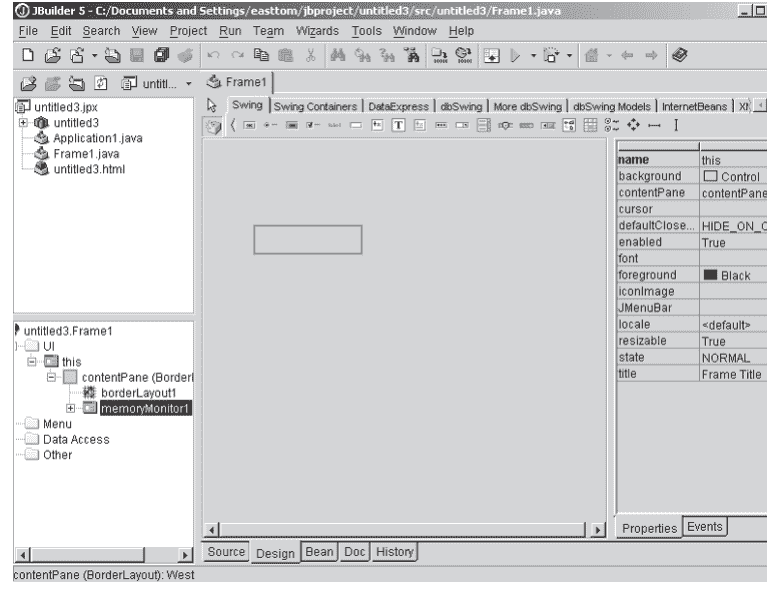 JBuilder 5 - C:/Documents and Settings/easttom/jbproject/untitled3/src/untitled3/Frame1.java
File Edit Search View Project Run Team Wizards Tools Window Help
untitl...
Frame1
untitled3.jpx
untitled3
Application1.java
Frame1.java
untitled3.html
Swing Swing Containers DataExpress dbSwing More dbSwing dbSwing Models InternetBeans
name this
background Control
contentPane contentPane
cursor
defaultClose... HIDE_ON_C
enabled True
font
foreground Black
iconImage
JMenuBar
locale <default>
resizable True
state NORMAL
title Frame Title
untitled3.Frame1
UI
this
contentPane (Borderl
borderLayout1
memoryMonitor1
Menu
Data Access
Other
Properties Events
Source Design Bean Doc History
contentPane (BorderLayout): West